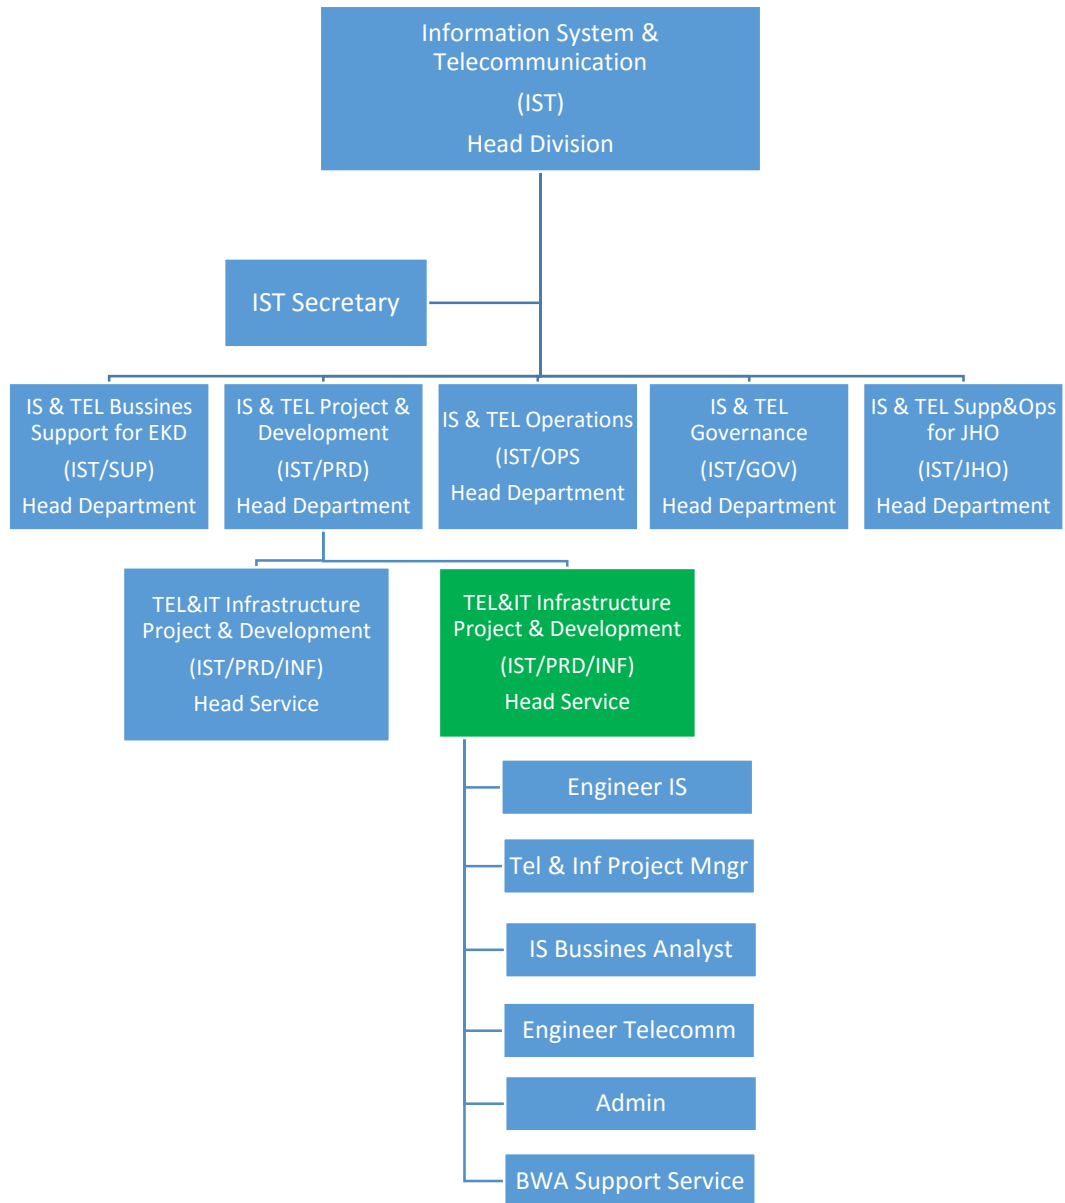 Information System &
Telecommunication
(IST)
Head Division
IST Secretary
IS & TEL Bussines
Support for EKD
(IST/SUP)
Head Department
IS & TEL Project &
Development
(IST/PRD)
Head Department
IS & TEL Operations
(IST/OPS
Head Department
IS & TEL
Governance
(IST/GOV)
Head Department
IS & TEL Supp&Ops
for JHO
(IST/JHO)
Head Department
TEL&IT Infrastructure
Project & Development
(IST/PRD/INF)
Head Service
TEL&IT Infrastructure
Project & Development
(IST/PRD/INF)
Head Service
Engineer IS
Tel & Inf Project Mngr
IS Bussines Analyst
Engineer Telecomm
Admin
BWA Support Service